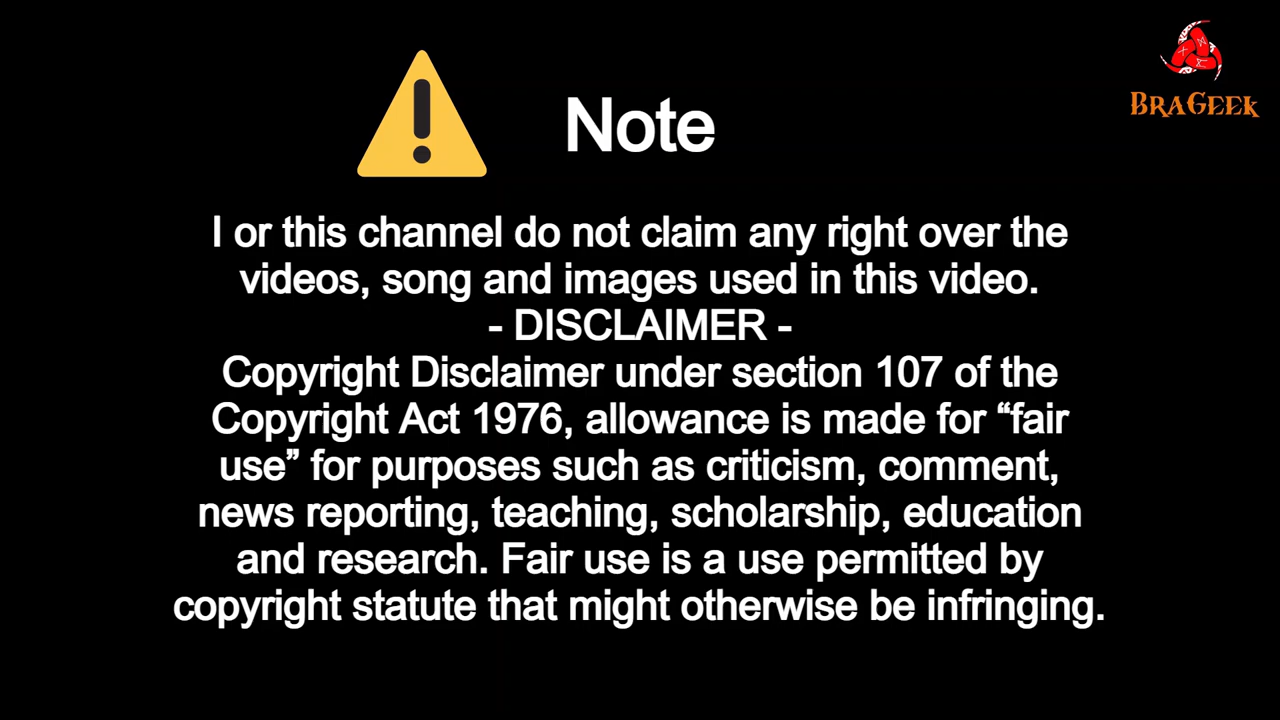 BRAGEEK
Note
I or this channel do not claim any right over the
videos, song and images used in this video.
- DISCLAIMER -
Copyright Disclaimer under section 107 of the
Copyright Act 1976, allowance is made for “fair
use” for purposes such as criticism, comment,
news reporting, teaching, scholarship, education
and research. Fair use is a use permitted by
copyright statute that might otherwise be infringing.